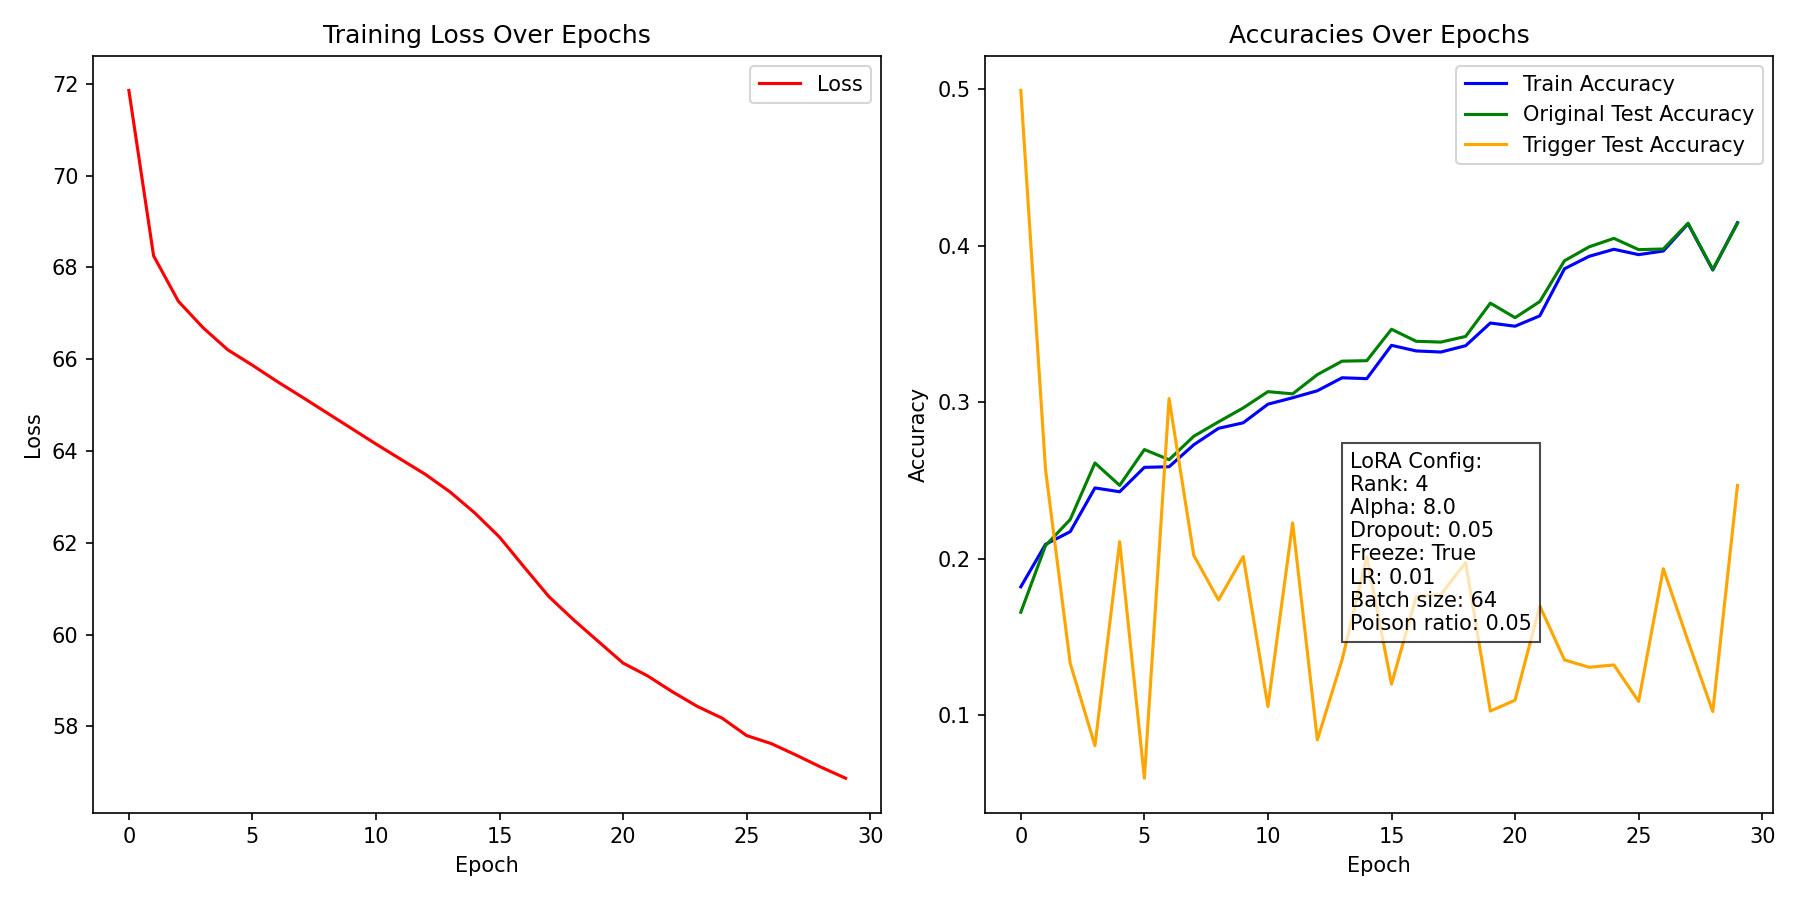 Training Loss Over Epochs
Loss
72
70
68
66
64
62
60
58
Loss
0 5 10 15 20 25 30
Epoch
Accuracies Over Epochs
Train Accuracy
Original Test Accuracy
Trigger Test Accuracy
0.5
0.4
0.3
0.2
0.1
Accuracy
LoRA Config:
Rank: 4
Alpha: 8.0
Dropout: 0.05
Freeze: True
LR: 0.01
Batch size: 64
Poison ratio: 0.05
0 5 10 15 20 25 30
Epoch